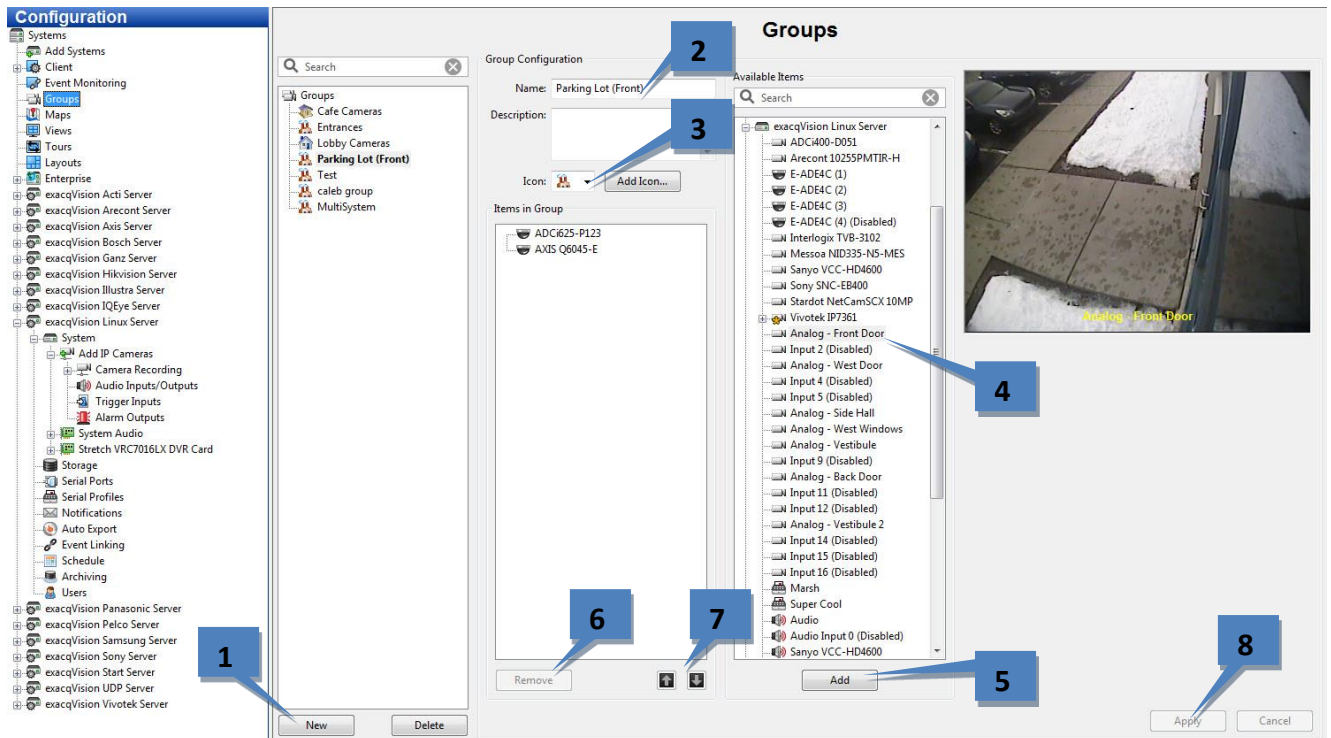 Configuration
Systems
Add Systems
Client
Event Monitoring
Groups
Maps
Views
Tours
Layouts
Enterprise
exacqVision Acti Server
exacqVision Arecont Server
exacqVision Axis Server
exacqVision Bosch Server
exacqVision Ganz Server
exacqVision Hikvision Server
exacqVision Illustra Server
exacqVision IQEye Server
exacqVision Linux Server
System
Add IP Cameras
Camera Recording
Audio Inputs/Outputs
Trigger Inputs
Alarm Outputs
System Audio
Stretch VRC7016LX DVR Card
Storage
Serial Ports
Serial Profiles
Notifications
Auto Export
Event Linking
Schedule
Archiving
Users
exacqVision Panasonic Server
exacqVision Pelco Server
exacqVision Samsung Server
exacqVision Sony Server
exacqVision Start Server
exacqVision UDP Server
exacqVision Vivotek Server
1
Search
Groups
Cafe Cameras
Entrances
Lobby Cameras
Parking Lot (Front)
Test
caleb group
MultiSystem
New
Delete
Groups
Group Configuration
2
Name: Parking Lot (Front)
Description:
3
Icon:
Add Icon...
Items in Group
ADCi625-P123
AXIS Q6045-E
6
7
Remove
Available Items
Search
exacqVision Linux Server
ADCi400-D051
Arecont 10255PMTIR-H
E-ADE4C (1)
E-ADE4C (2)
E-ADE4C (3)
E-ADE4C (4) (Disabled)
Interlogix TVB-3102
Messoa NID335-N5-MES
Sanyo VCC-HD4600
Sony SNC-EB400
Stardot NetCamSCX 10MP
Vivotek IP7361
Analog - Front Door
Input 2 (Disabled)
Analog - West Door
Input 4 (Disabled)
Input 5 (Disabled)
Analog - Side Hall
Analog - West Windows
Analog - Vestibule
Input 9 (Disabled)
Analog - Back Door
Input 11 (Disabled)
Input 12 (Disabled)
Analog - Vestibule 2
Input 14 (Disabled)
Input 15 (Disabled)
Input 16 (Disabled)
Marsh
Super Cool
Audio
Audio Input 0 (Disabled)
Sanyo VCC-HD4600
4
Add
5
Analog - Front Door
8
Apply
Cancel